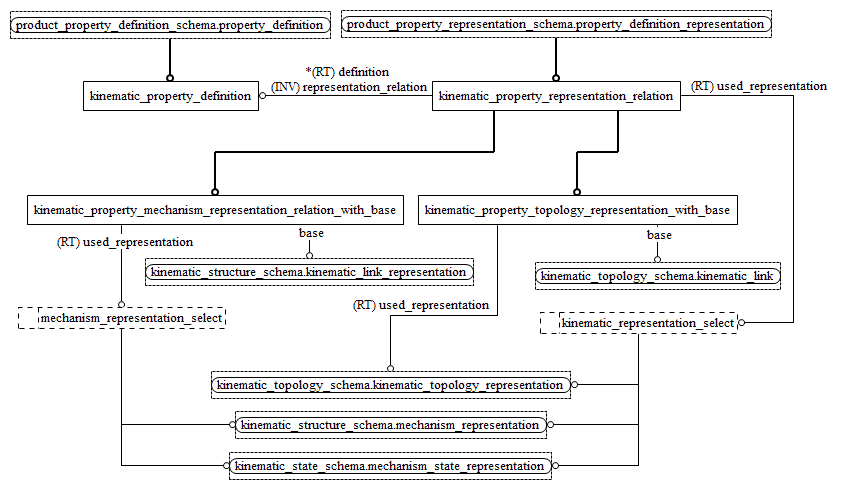 product_property_definition_schema.property_definition
product_property_representation_schema.property_definition_representation
*(RT) definition
(INV) representation_relation
(RT) used_representation
kinematic_property_definition
kinematic_property_representation_relation
kinematic_property_mechanism_representation_relation_with_base
kinematic_property_topology_representation_with_base
(RT) used_representation
base
base
kinematic_structure_schema.kinematic_link_representation
kinematic_topology_schema.kinematic_link
(RT) used_representation
mechanism_representation_select
kinematic_representation_select
kinematic_topology_schema.kinematic_topology_representation
kinematic_structure_schema.mechanism_representation
kinematic_state_schema.mechanism_state_representation